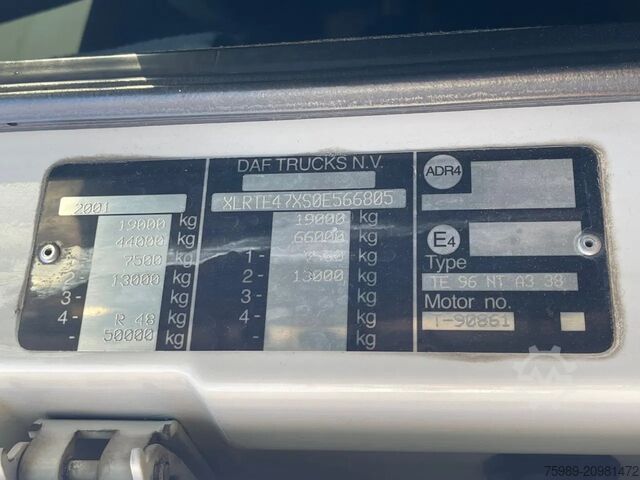 DAF TRUCKS N.V.
2001
XLRTF47XS0E566805
19000 kg
44000 kg
1- 7500 kg
2- 13000 kg
3- kg
4- R 48 kg
- 50000 kg
19000 kg
66000 kg
1- 7500 kg
2- 13000 kg
3- kg
4- kg
- kg
ADR4
E4
Type
TE 96 NT A3 38
Motor no.
T-90861
75989-20981472